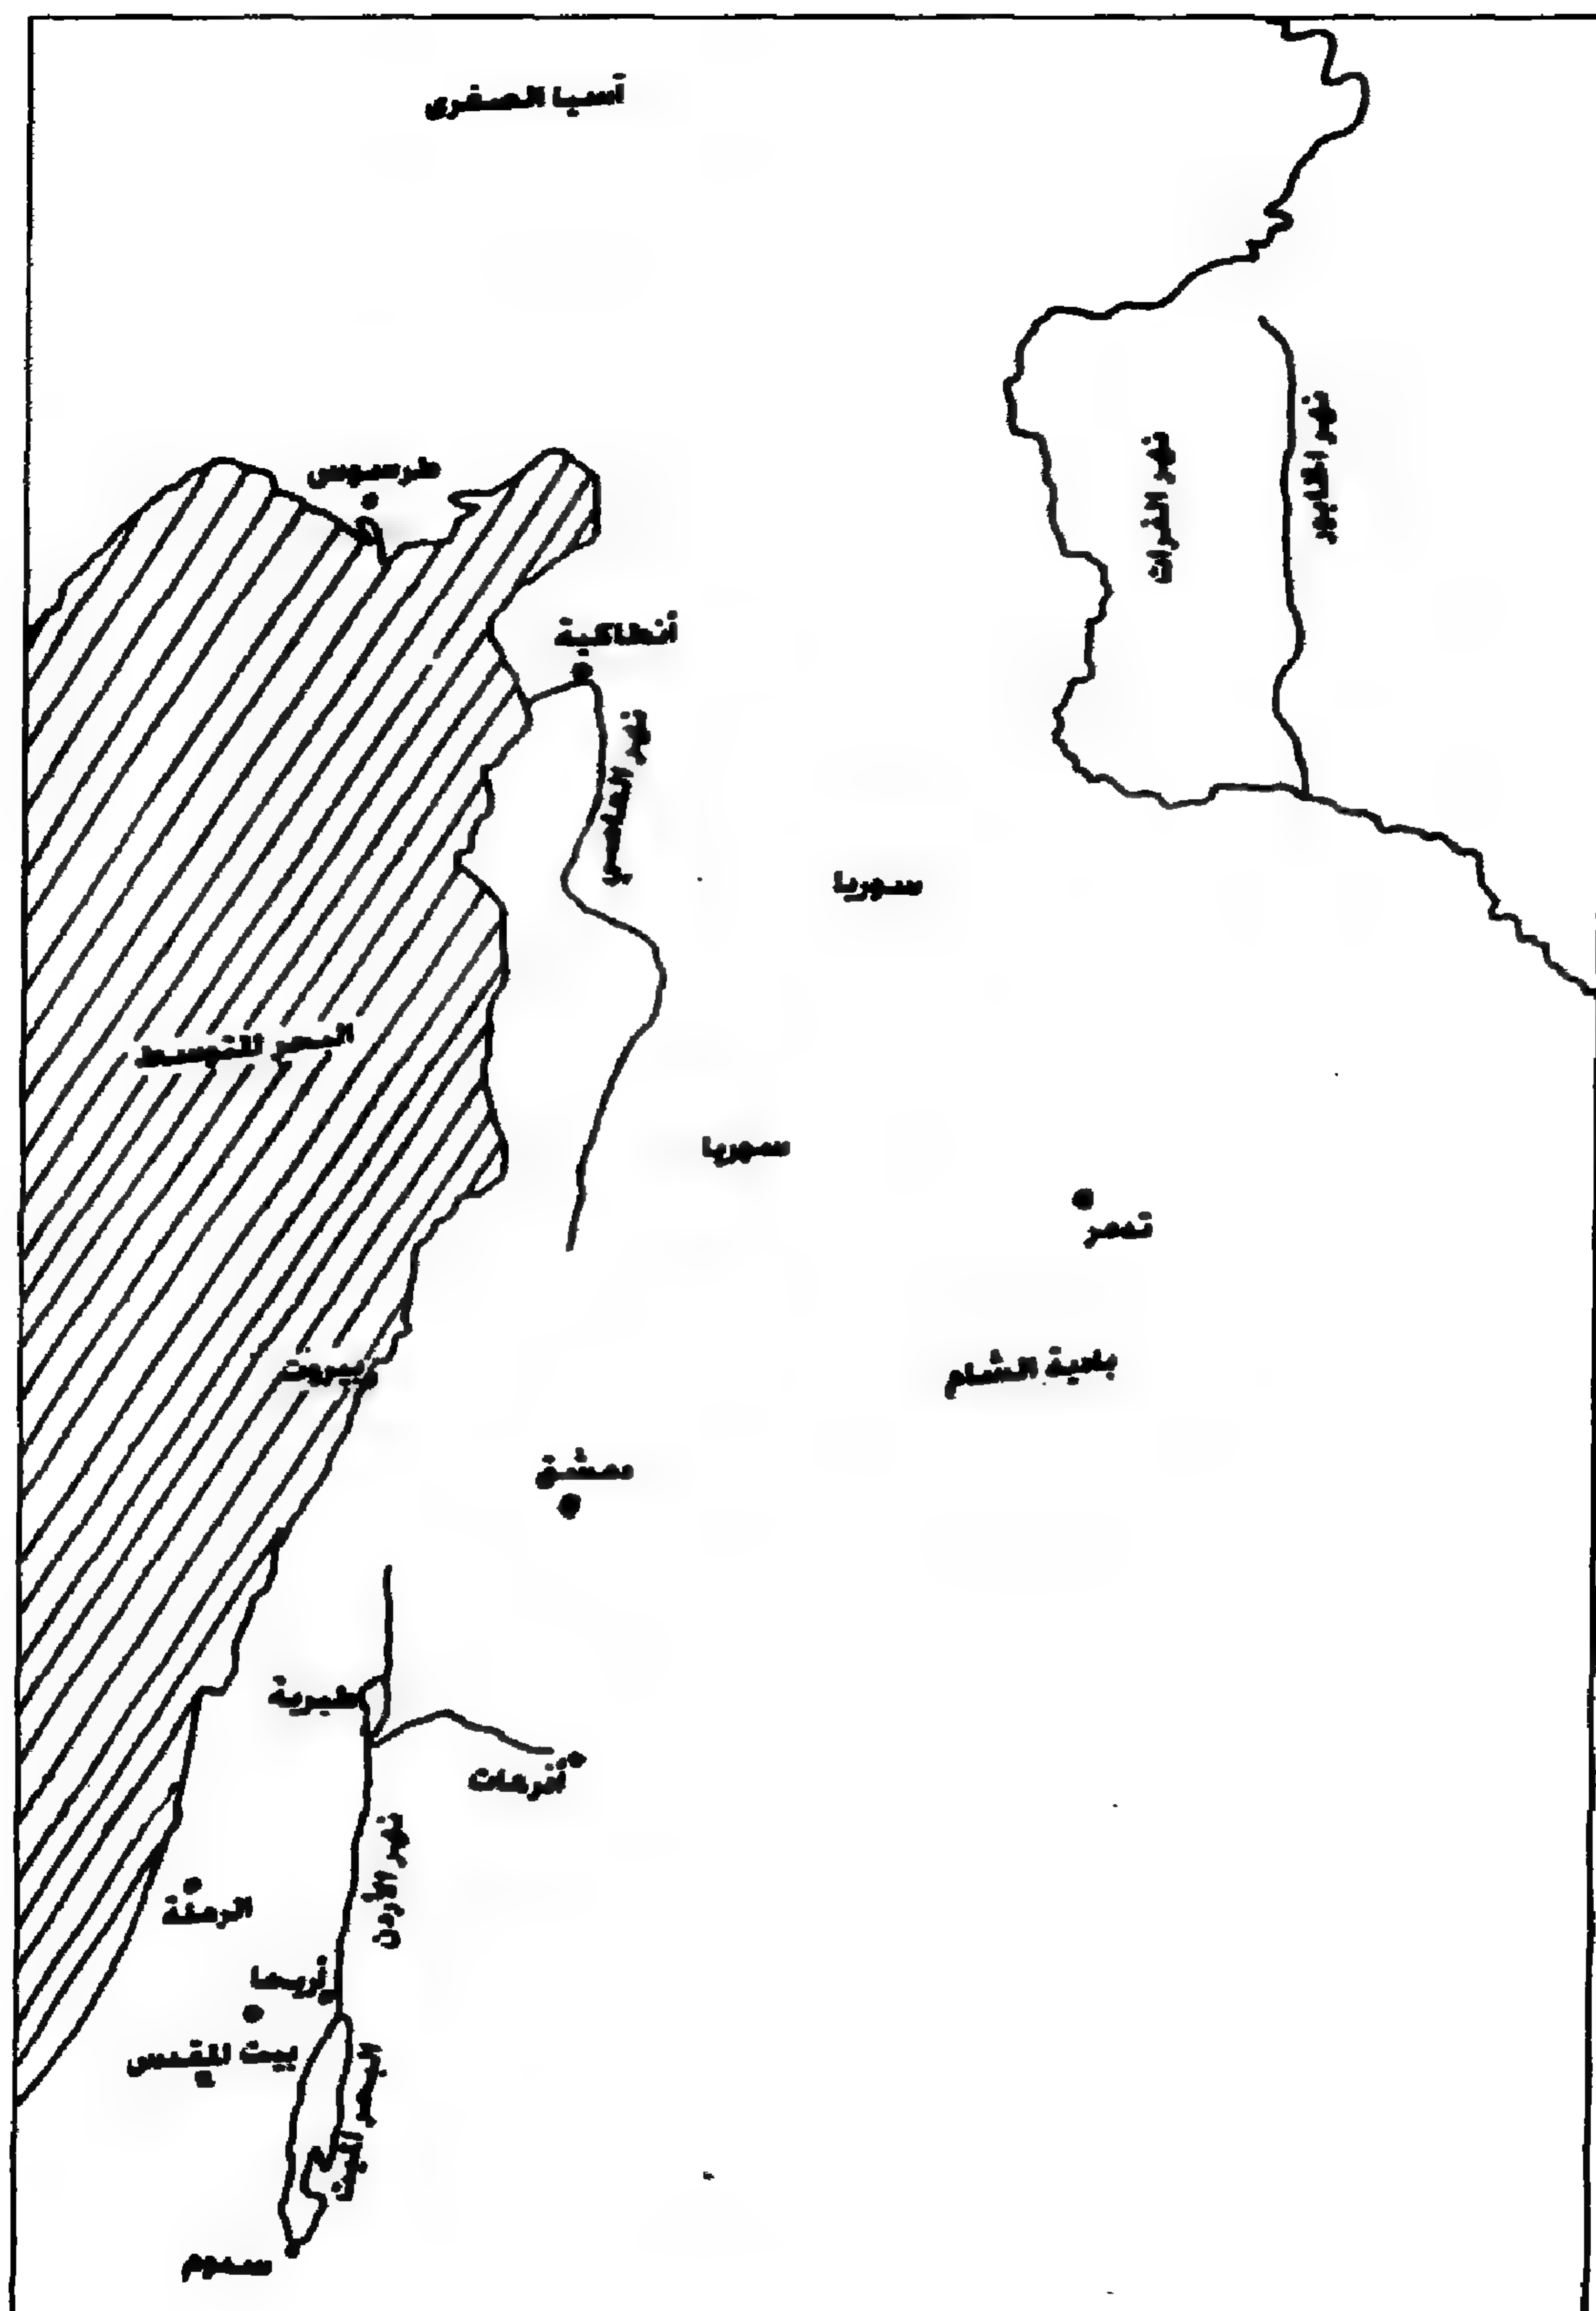 آسيا الصغرى
طرسوس
نهر الفرات
نهر الخابور
أنطاكية
نهر العاصي
سوريا
البحر المتوسط
سوريا
تدمر
بادية الشام
بيروت
دمشق
طبرية
أذرعات
نهر الأردن
الرملة
أريحا
بيت المقدس
البحر الميت
سدوم